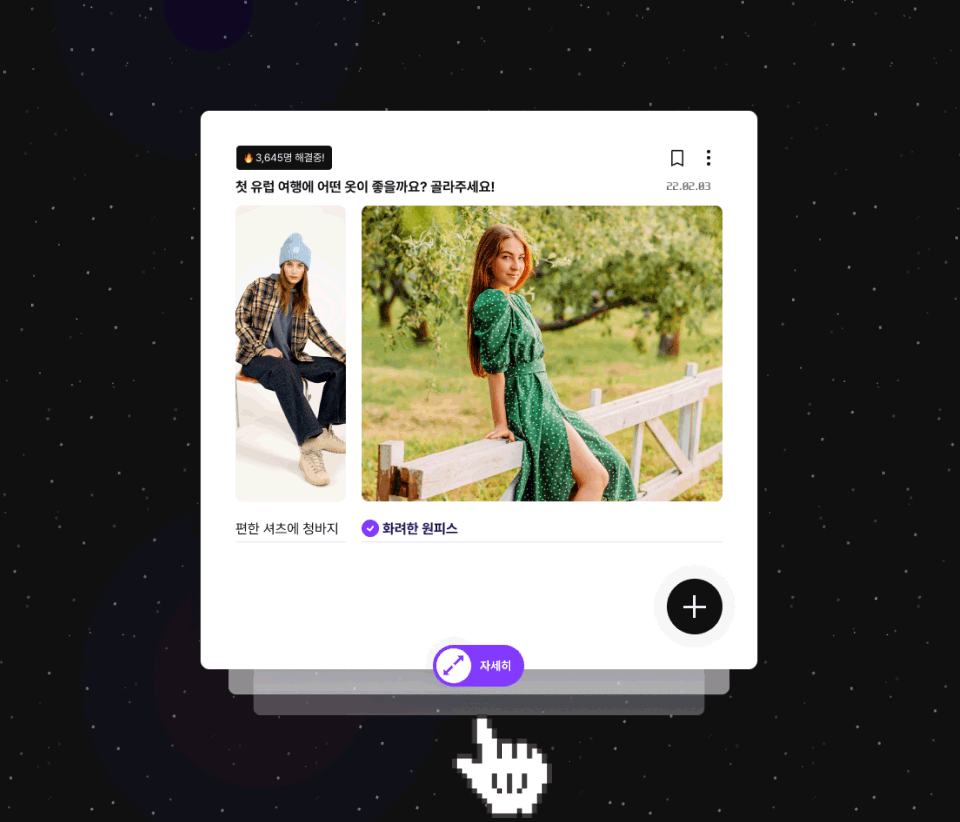 🔥3,645명 해결중!
첫 유럽 여행에 어떤 옷이 좋을까요? 골라주세요!
22.02.03
편한 셔츠에 청바지
화려한 원피스
자세히